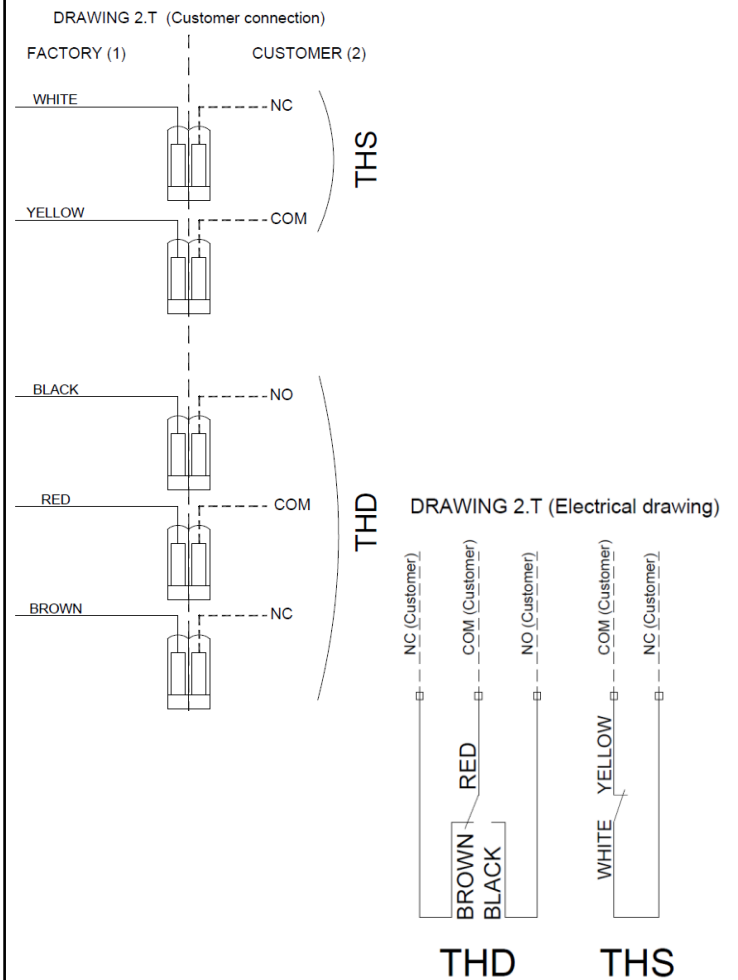 DRAWING 2.T (Customer connection)
FACTORY (1)
CUSTOMER (2)
WHITE
NC
THS
YELLOW
COM
BLACK
NO
RED
COM
THD
BROWN
NC
DRAWING 2.T (Electrical drawing)
NC (Customer)
COM (Customer)
NO (Customer)
COM (Customer)
NC (Customer)
RED
YELLOW
BROWN
BLACK
WHITE
THD
THS